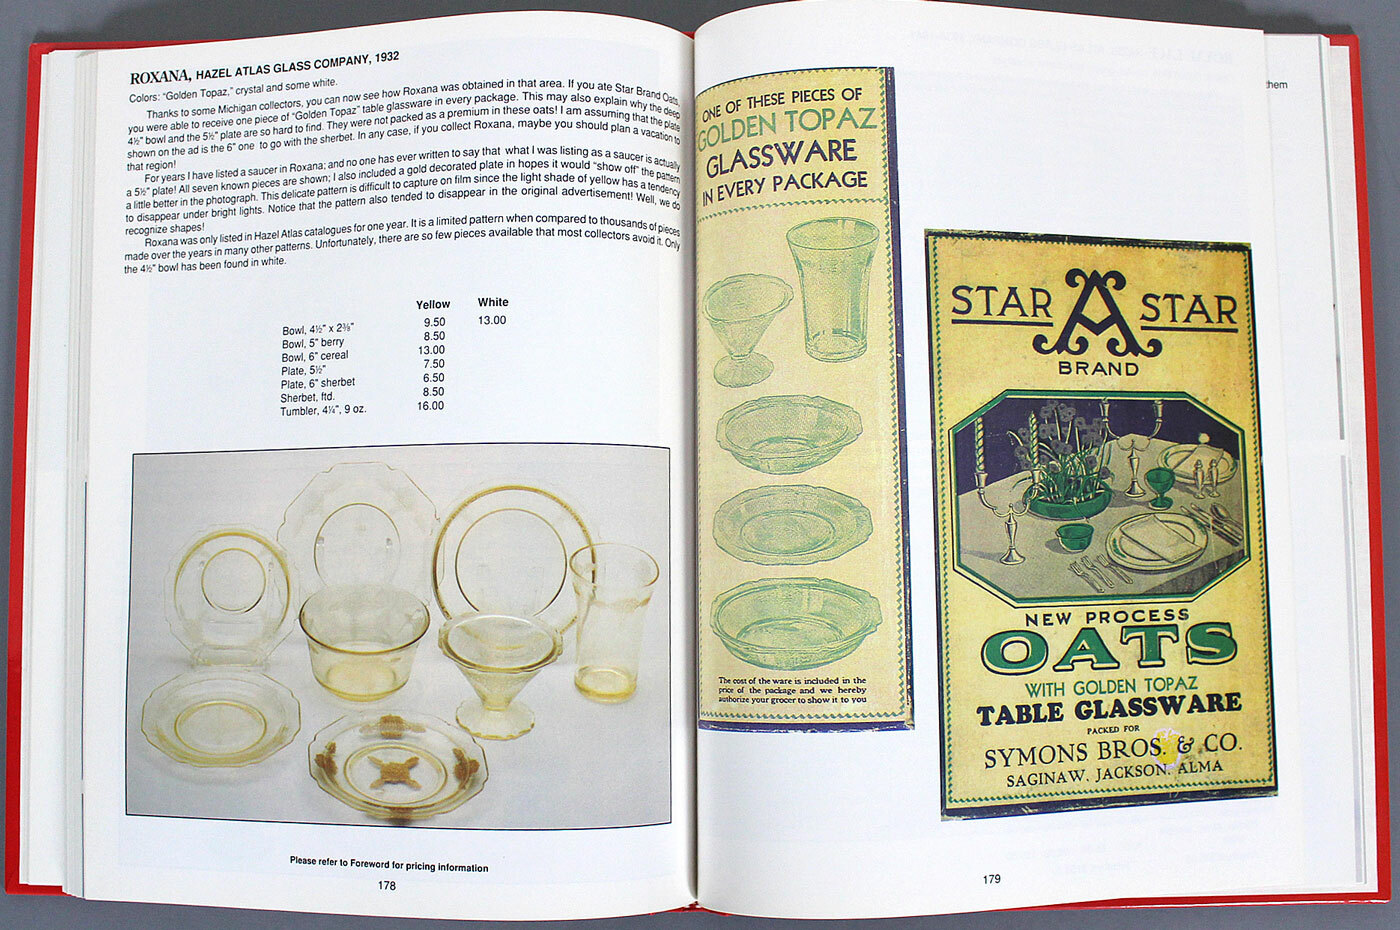 ROXANA, HAZEL ATLAS GLASS COMPANY, 1932
Colors: “Golden Topaz,” crystal and some white.
Thanks to some Michigan collectors, you can now see how Roxana was obtained in that area. If you ate Star Brand Oats,
you were able to receive one piece of “Golden Topaz” table glassware in every package. This may also explain why the deep
4½" bowl and the 5½" plate are so hard to find. They were not packed as a premium in these oats! I am assuming that the plate
shown on the ad is the 6" one to go with the sherbet. In any case, if you collect Roxana, maybe you should plan a vacation to
that region!
For years I have listed a saucer in Roxana; and no one has ever written to say that what I was listing as a saucer is actually
a 5½" plate! All seven known pieces are shown; I also included a gold decorated plate in hopes it would “show off” the pattern
a little better in the photograph. This delicate pattern is difficult to capture on film since the light shade of yellow has a tendency
to disappear under bright lights. Notice that the pattern also tended to disappear in the original advertisement! Well, we do
recognize shapes!
Roxana was only listed in Hazel Atlas catalogues for one year. It is a limited pattern when compared to thousands of pieces
made over the years in many other patterns. Unfortunately, there are so few pieces available that most collectors avoid it. Only
the 4½" bowl has been found in white.
Yellow White
Bowl, 4½" x 2⅜" 9.50 13.00
Bowl, 5" berry 8.50
Bowl, 6" cereal 13.00
Plate, 5½" 7.50
Plate, 6" sherbet 6.50
Sherbet, ftd. 8.50
Tumbler, 4¼", 9 oz. 16.00
Please refer to Foreword for pricing information
178
ONE OF THESE PIECES OF
GOLDEN TOPAZ
GLASSWARE
IN EVERY PACKAGE
The cost of the ware is included in the
price of the package and we hereby
authorize your grocer to show it to you
STAR A STAR
BRAND
NEW PROCESS
OATS
WITH GOLDEN TOPAZ
TABLE GLASSWARE
PACKED FOR
SYMONS BROS. & CO.
SAGINAW, JACKSON, ALMA
179
them